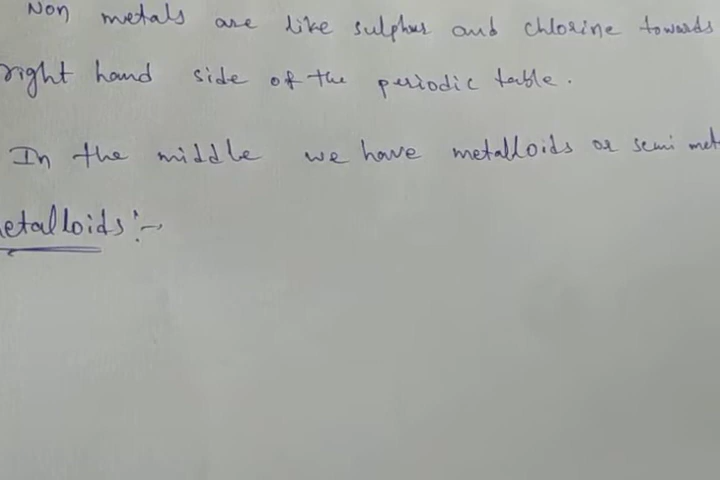 Non metals are like sulphur and chlorine towards
right hand side of the periodic table.
In the middle we have metalloids or semi met
etalloids :-